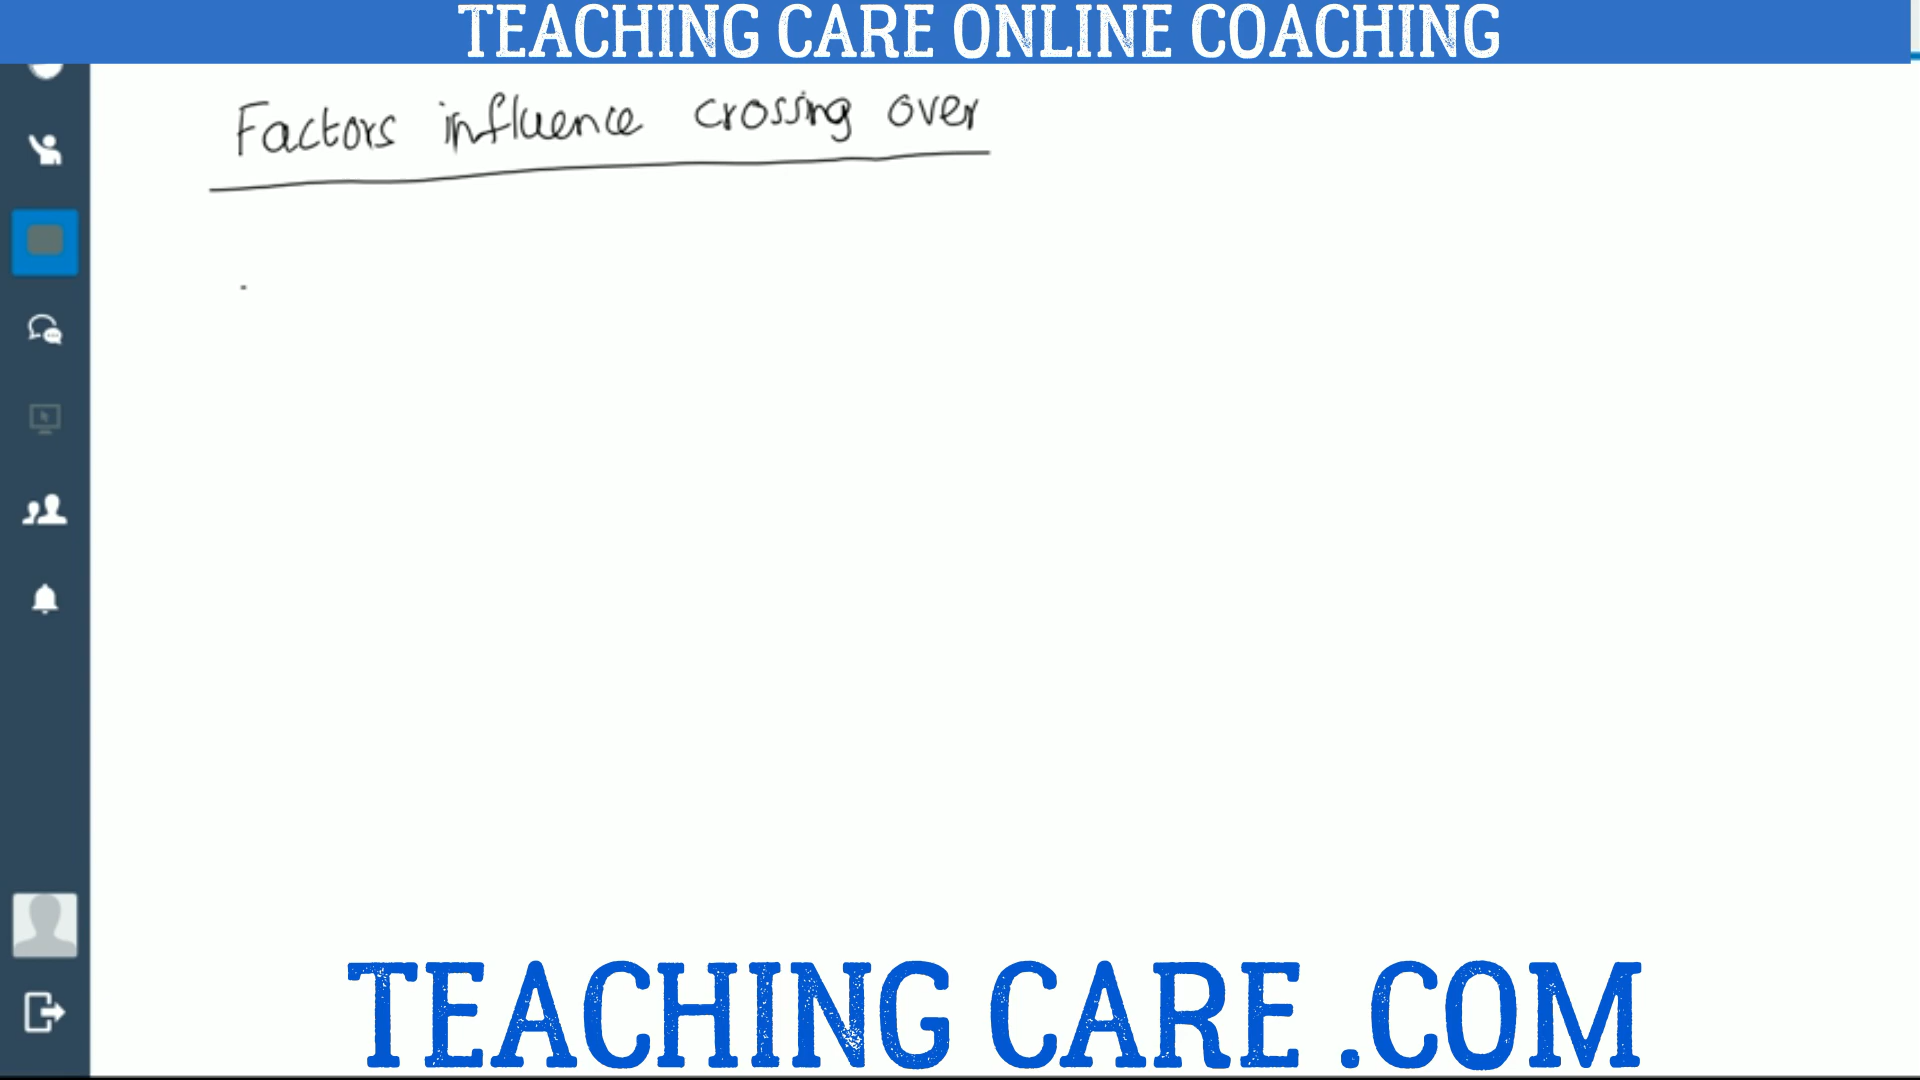 TEACHING CARE ONLINE COACHING
Factors influence crossing over
TEACHING CARE .COM